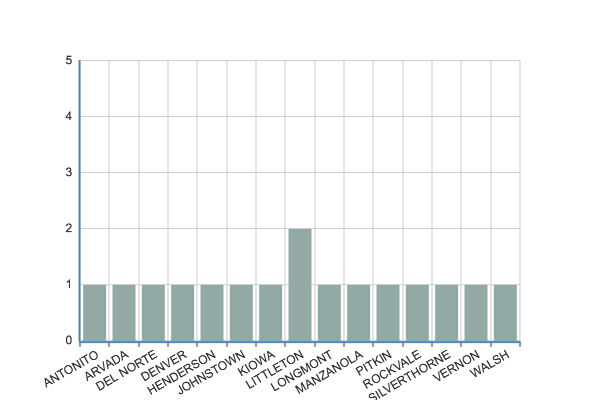 5
4
3
2
1
0
ANTONITO
ARVADA
DEL NORTE
DENVER
HENDERSON
JOHNSTOWN
KIOWA
LITTLETON
LONGMONT
MANZANOLA
PITKIN
ROCKVALE
SILVERTHORNE
VERNON
WALSH